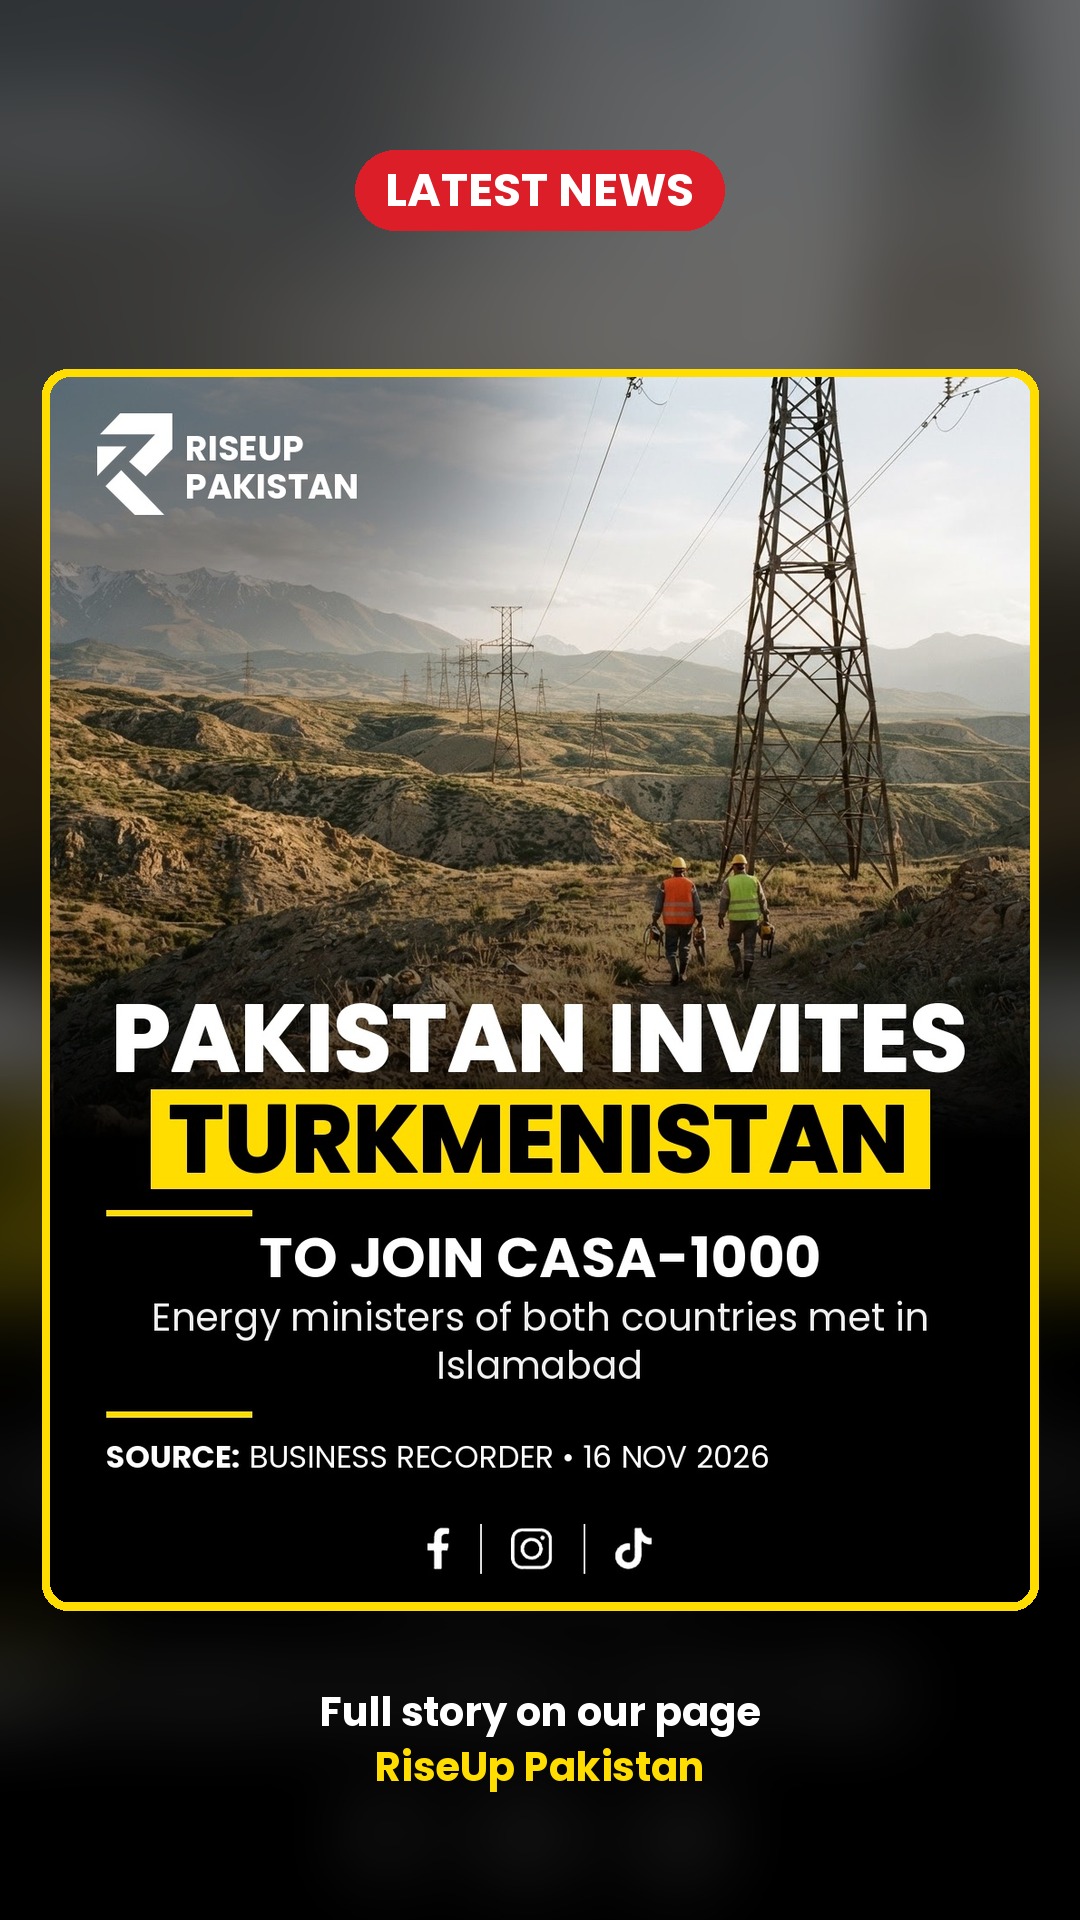 LATEST NEWS
RISEUP
PAKISTAN
PAKISTAN INVITES
TURKMENISTAN
TO JOIN CASA-1000
Energy ministers of both countries met in
Islamabad
SOURCE: BUSINESS RECORDER • 16 NOV 2026
Full story on our page
RiseUp Pakistan